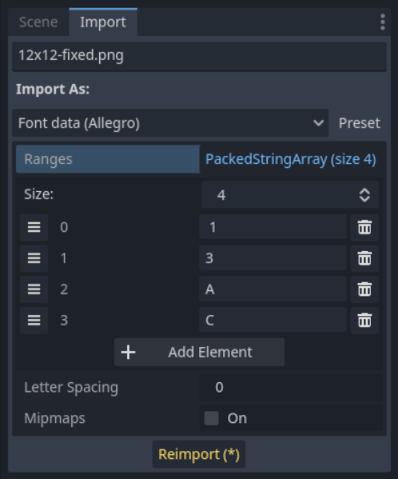 Scene Import
12x12-fixed.png
Import As:
Font data (Allegro) Preset
Ranges PackedStringArray (size 4)
Size: 4
0 1
1 3
2 A
3 C
Add Element
Letter Spacing 0
Mipmaps On
Reimport (*)